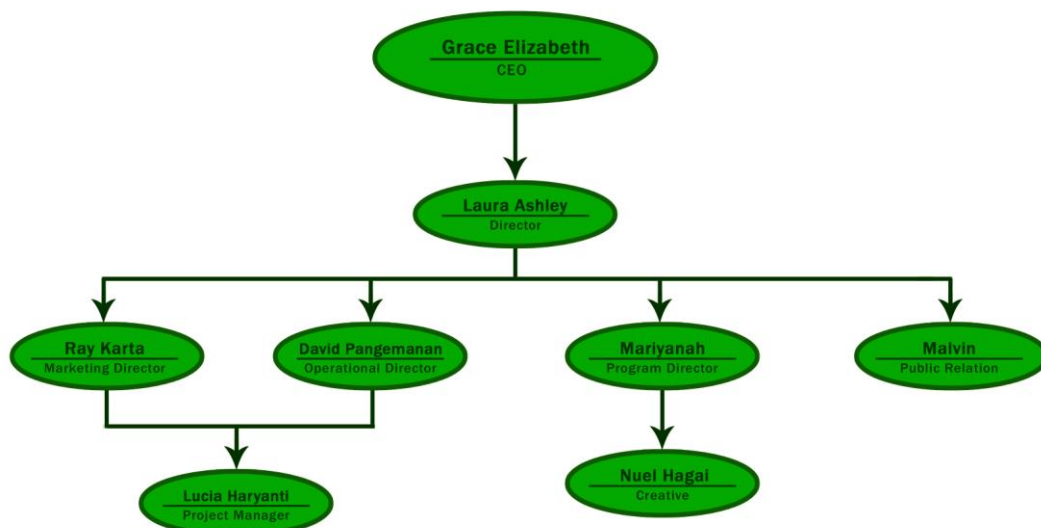 Grace Elizabeth
CEO
Laura Ashley
Director
Ray Karta
Marketing Director
David Pangemanan
Operational Director
Mariyanah
Program Director
Malvin
Public Relation
Lucia Haryanti
Project Manager
Nuel Hagai
Creative